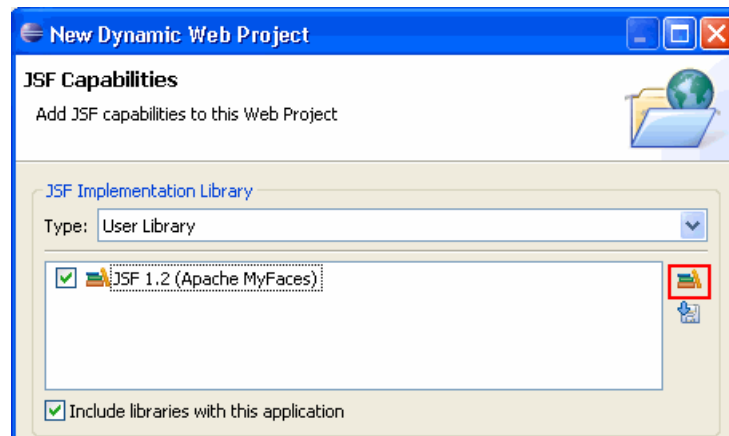 New Dynamic Web Project
JSF Capabilities
Add JSF capabilities to this Web Project
JSF Implementation Library
Type: User Library
JSF 1.2 (Apache MyFaces)
Include libraries with this application